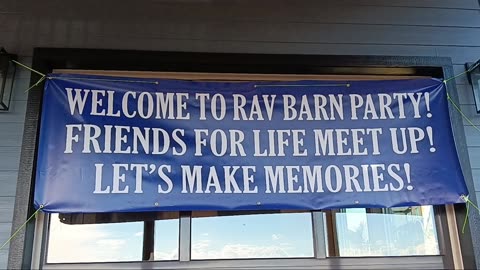 WELCOME TO RAV BARN PARTY!
FRIENDS FOR LIFE MEET UP!
LET'S MAKE MEMORIES!